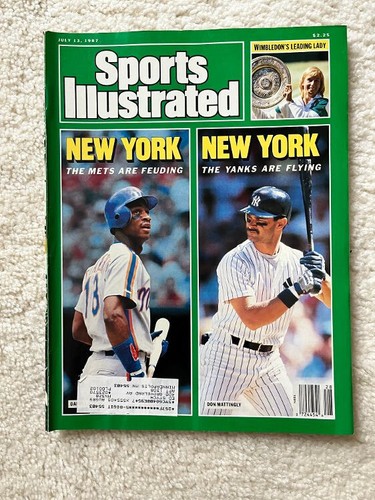 JULY 13, 1987
$2.25
Sports
Illustrated
WIMBLEDON'S LEADING LADY
NEW YORK
THE METS ARE FEUDING
NEW YORK
THE YANKS ARE FLYING
18
NY
DON MATTINGLY
28